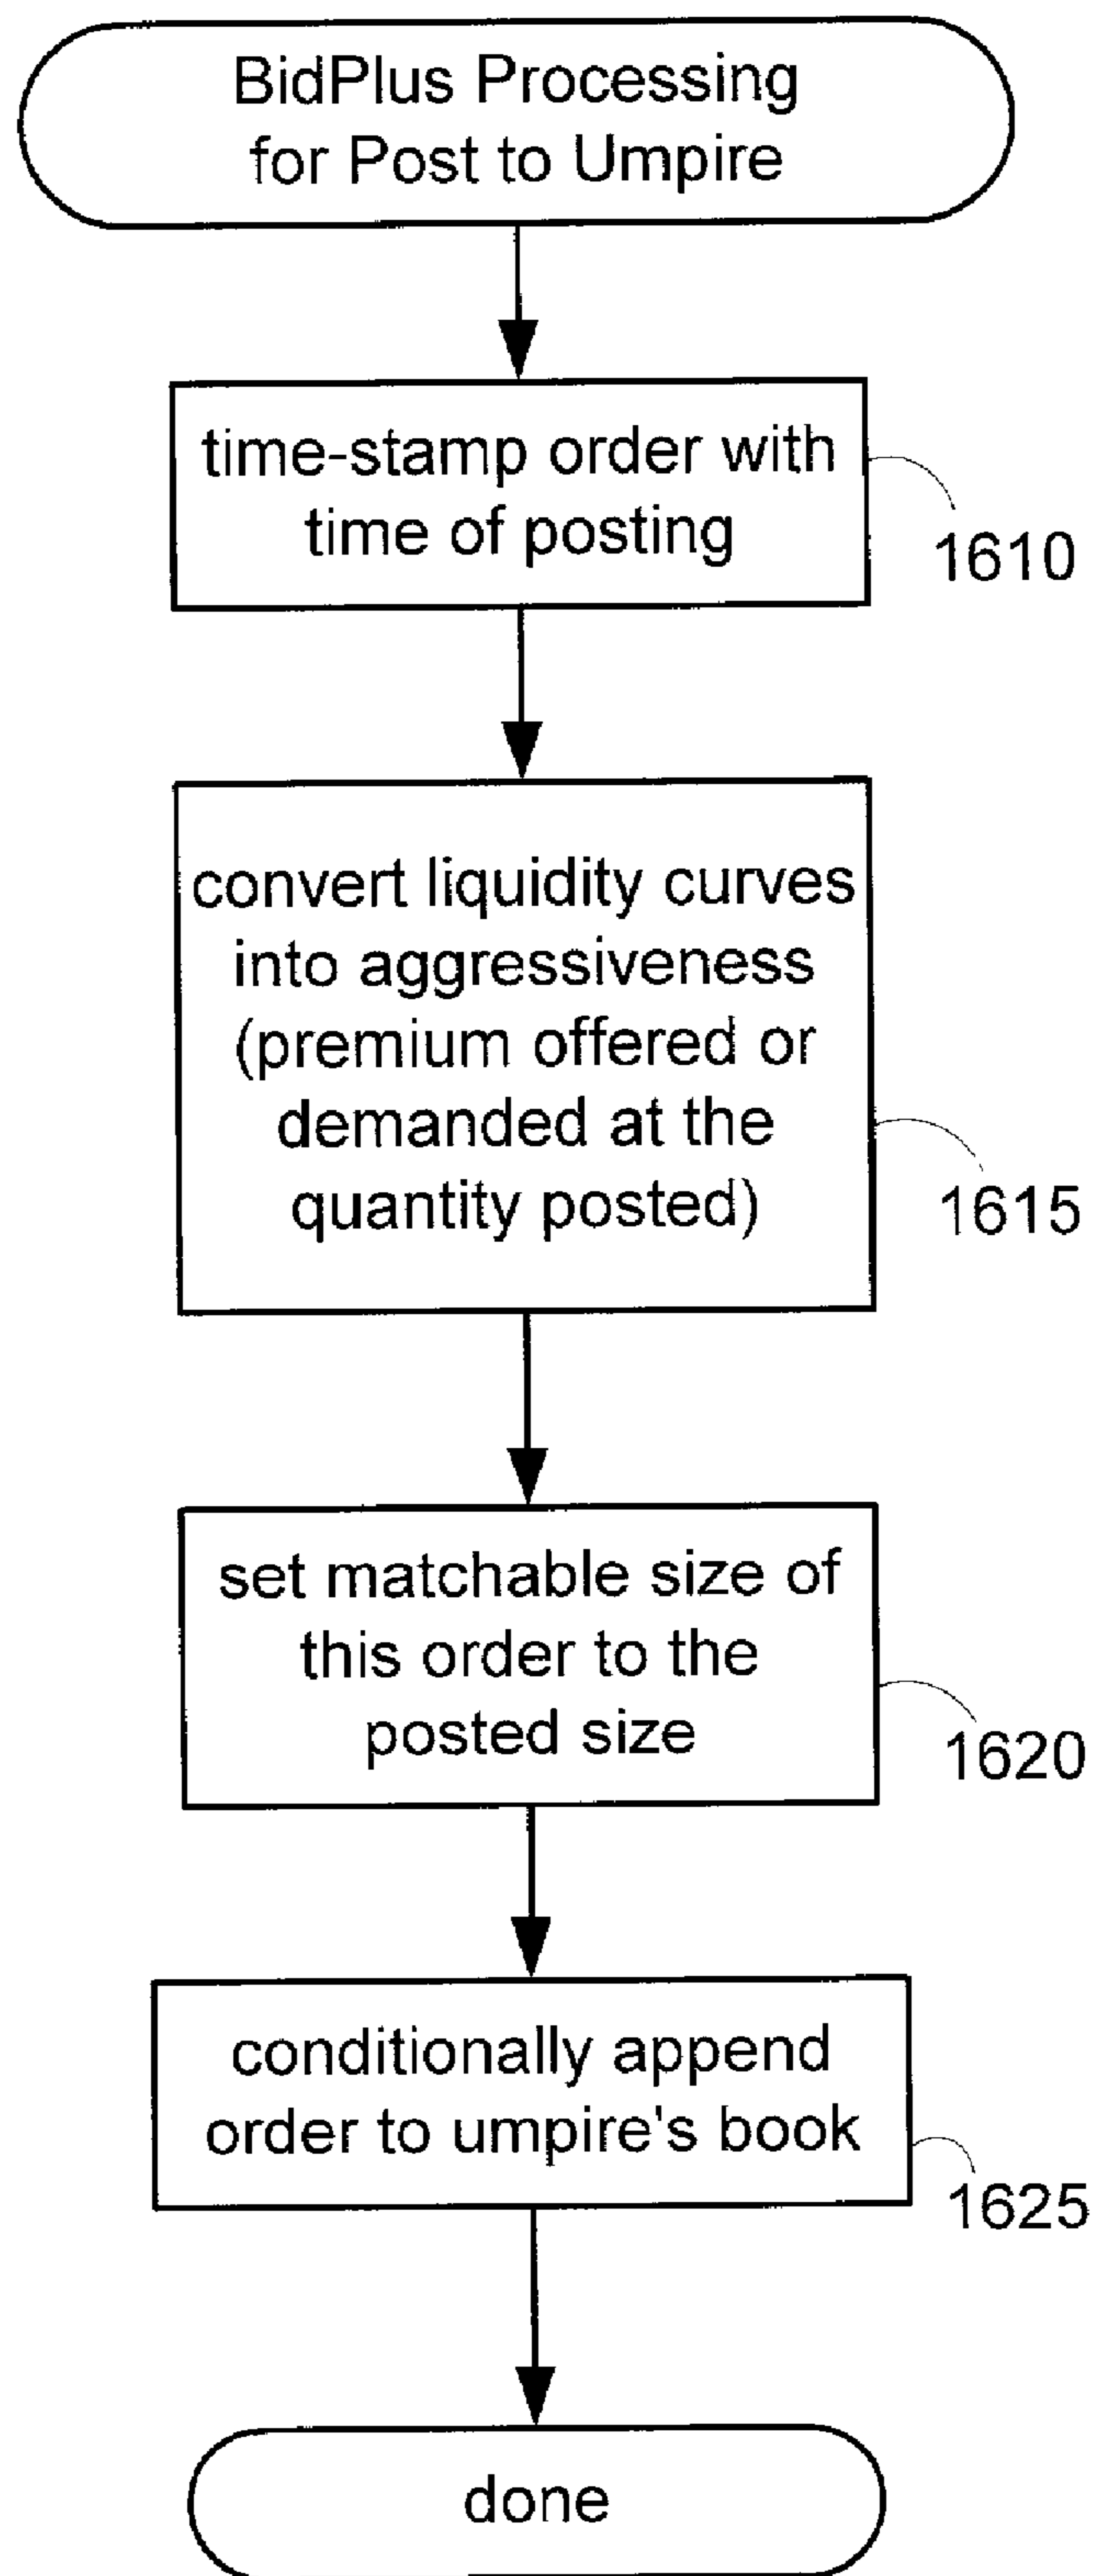 BidPlus Processing
for Post to Umpire
time-stamp order with
time of posting
1610
convert liquidity curves
into aggressiveness
(premium offered or
demanded at the
quantity posted)
1615
set matchable size of
this order to the
posted size
1620
conditionally append
order to umpire's book
1625
done